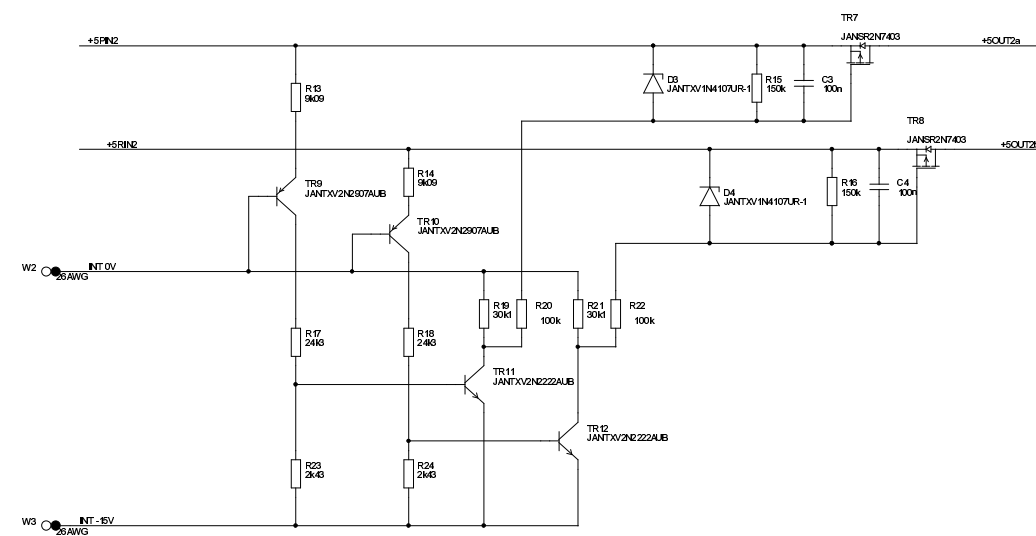 TR7
JANSR2N7403
+5PIN2
+5OUT2a
D3
JANTXV1N4107UR-1
R15
150k
C3
100n
R13
9k09
TR8
JANSR2N7403
+5RIN2
+5OUT2b
R14
9k09
TR9
JANTXV2N2907AUB
D4
JANTXV1N4107UR-1
R16
150k
C4
100n
TR10
JANTXV2N2907AUB
W2
26AWG
INT 0V
R19
30k1
R20
100k
R21
30k1
R22
100k
R17
24k3
R18
24k3
TR11
JANTXV2N2222AUB
TR12
JANTXV2N2222AUB
R23
2k43
R24
2k43
W3
26AWG
INT -15V